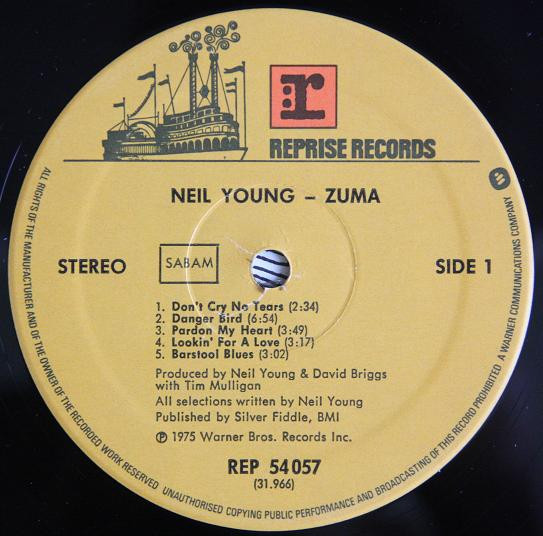 r
REPRISE RECORDS
NEIL YOUNG – ZUMA
STEREO
SABAM
SIDE 1
1. Don't Cry No Tears (2:34)
2. Danger Bird (6:54)
3. Pardon My Heart (3:49)
4. Lookin' For A Love (3:17)
5. Barstool Blues (3:02)
Produced by Neil Young & David Briggs
with Tim Mulligan
All selections written by Neil Young
Published by Silver Fiddle, BMI
℗ 1975 Warner Bros. Records Inc.
REP 54 057
(31.966)
ALL RIGHTS OF THE MANUFACTURER AND OF THE OWNER OF THE RECORDED WORK RESERVED UNAUTHORISED COPYING PUBLIC PERFORMANCE AND BROADCASTING OF THIS RECORD PROHIBITED A WARNER COMMUNICATIONS COMPANY